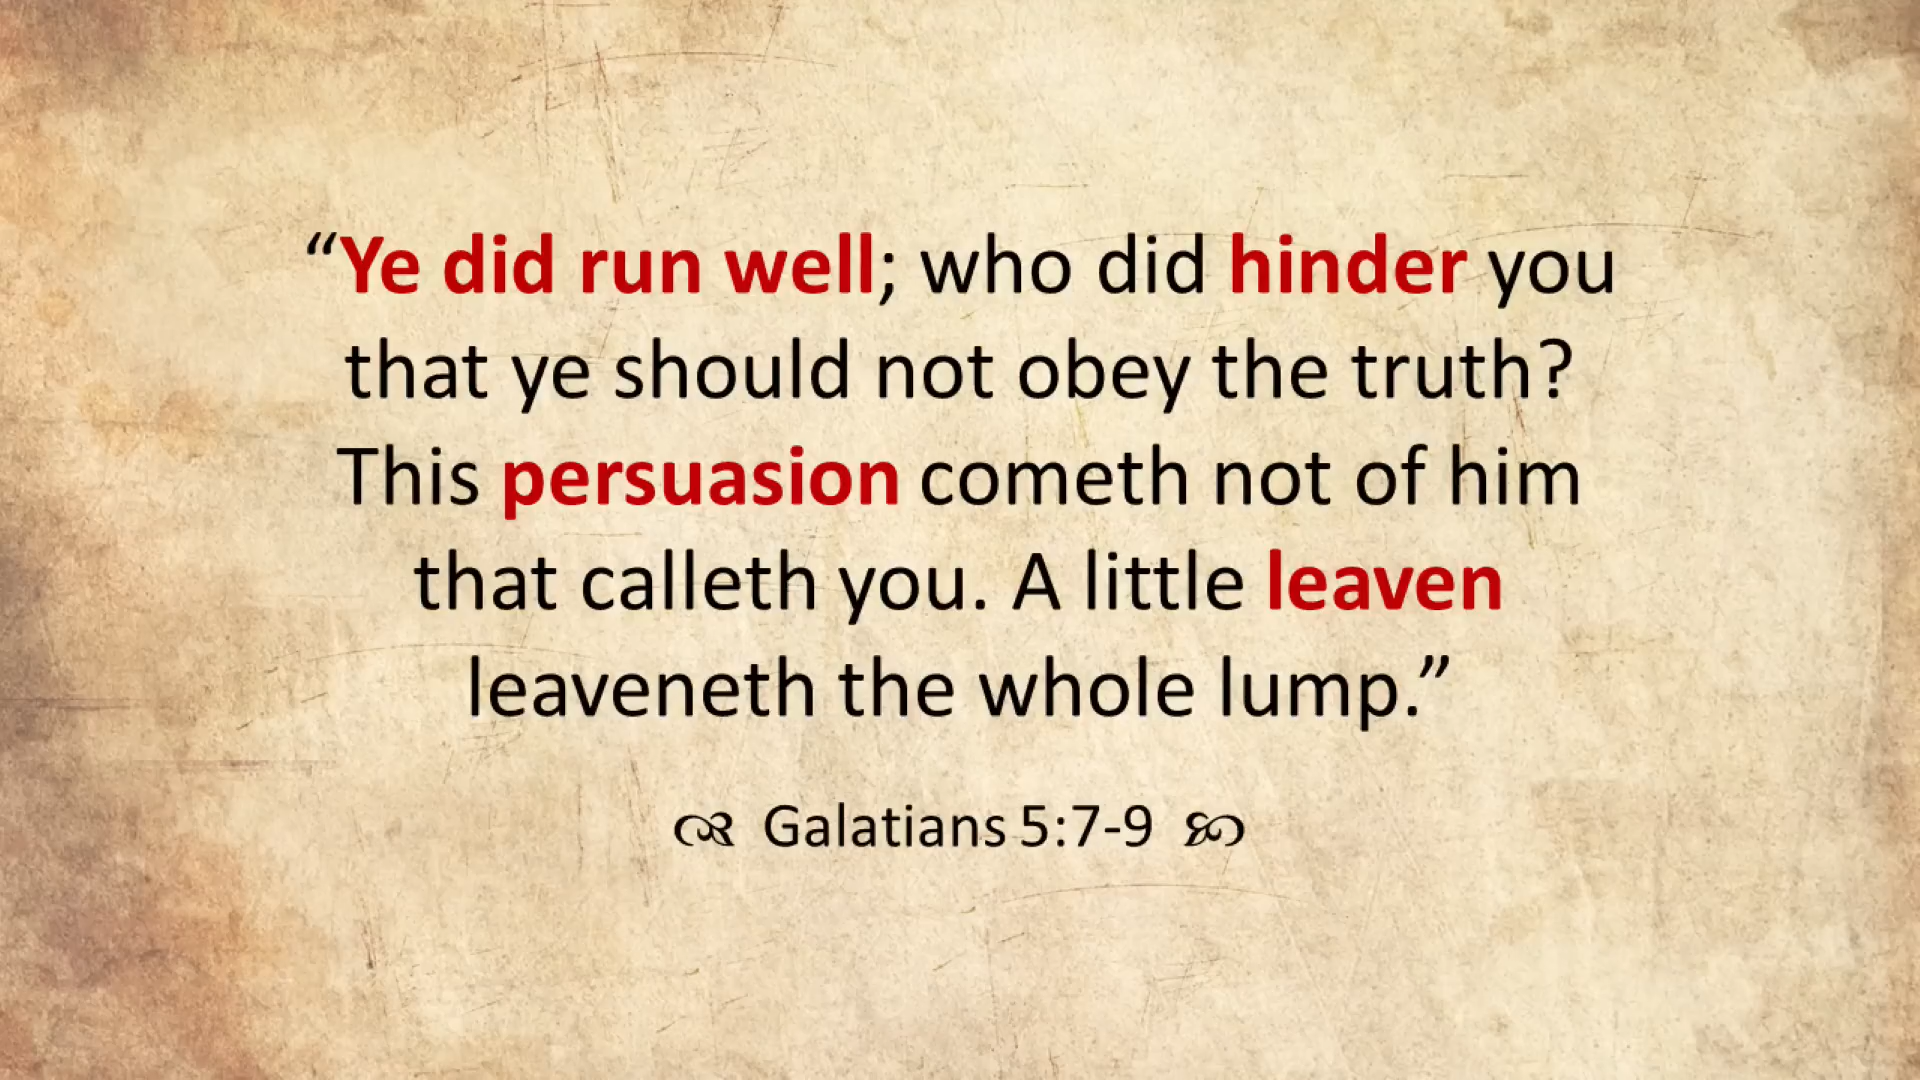 “Ye did run well; who did hinder you
that ye should not obey the truth?
This persuasion cometh not of him
that calleth you. A little leaven
leaveneth the whole lump.”
Galatians 5:7-9